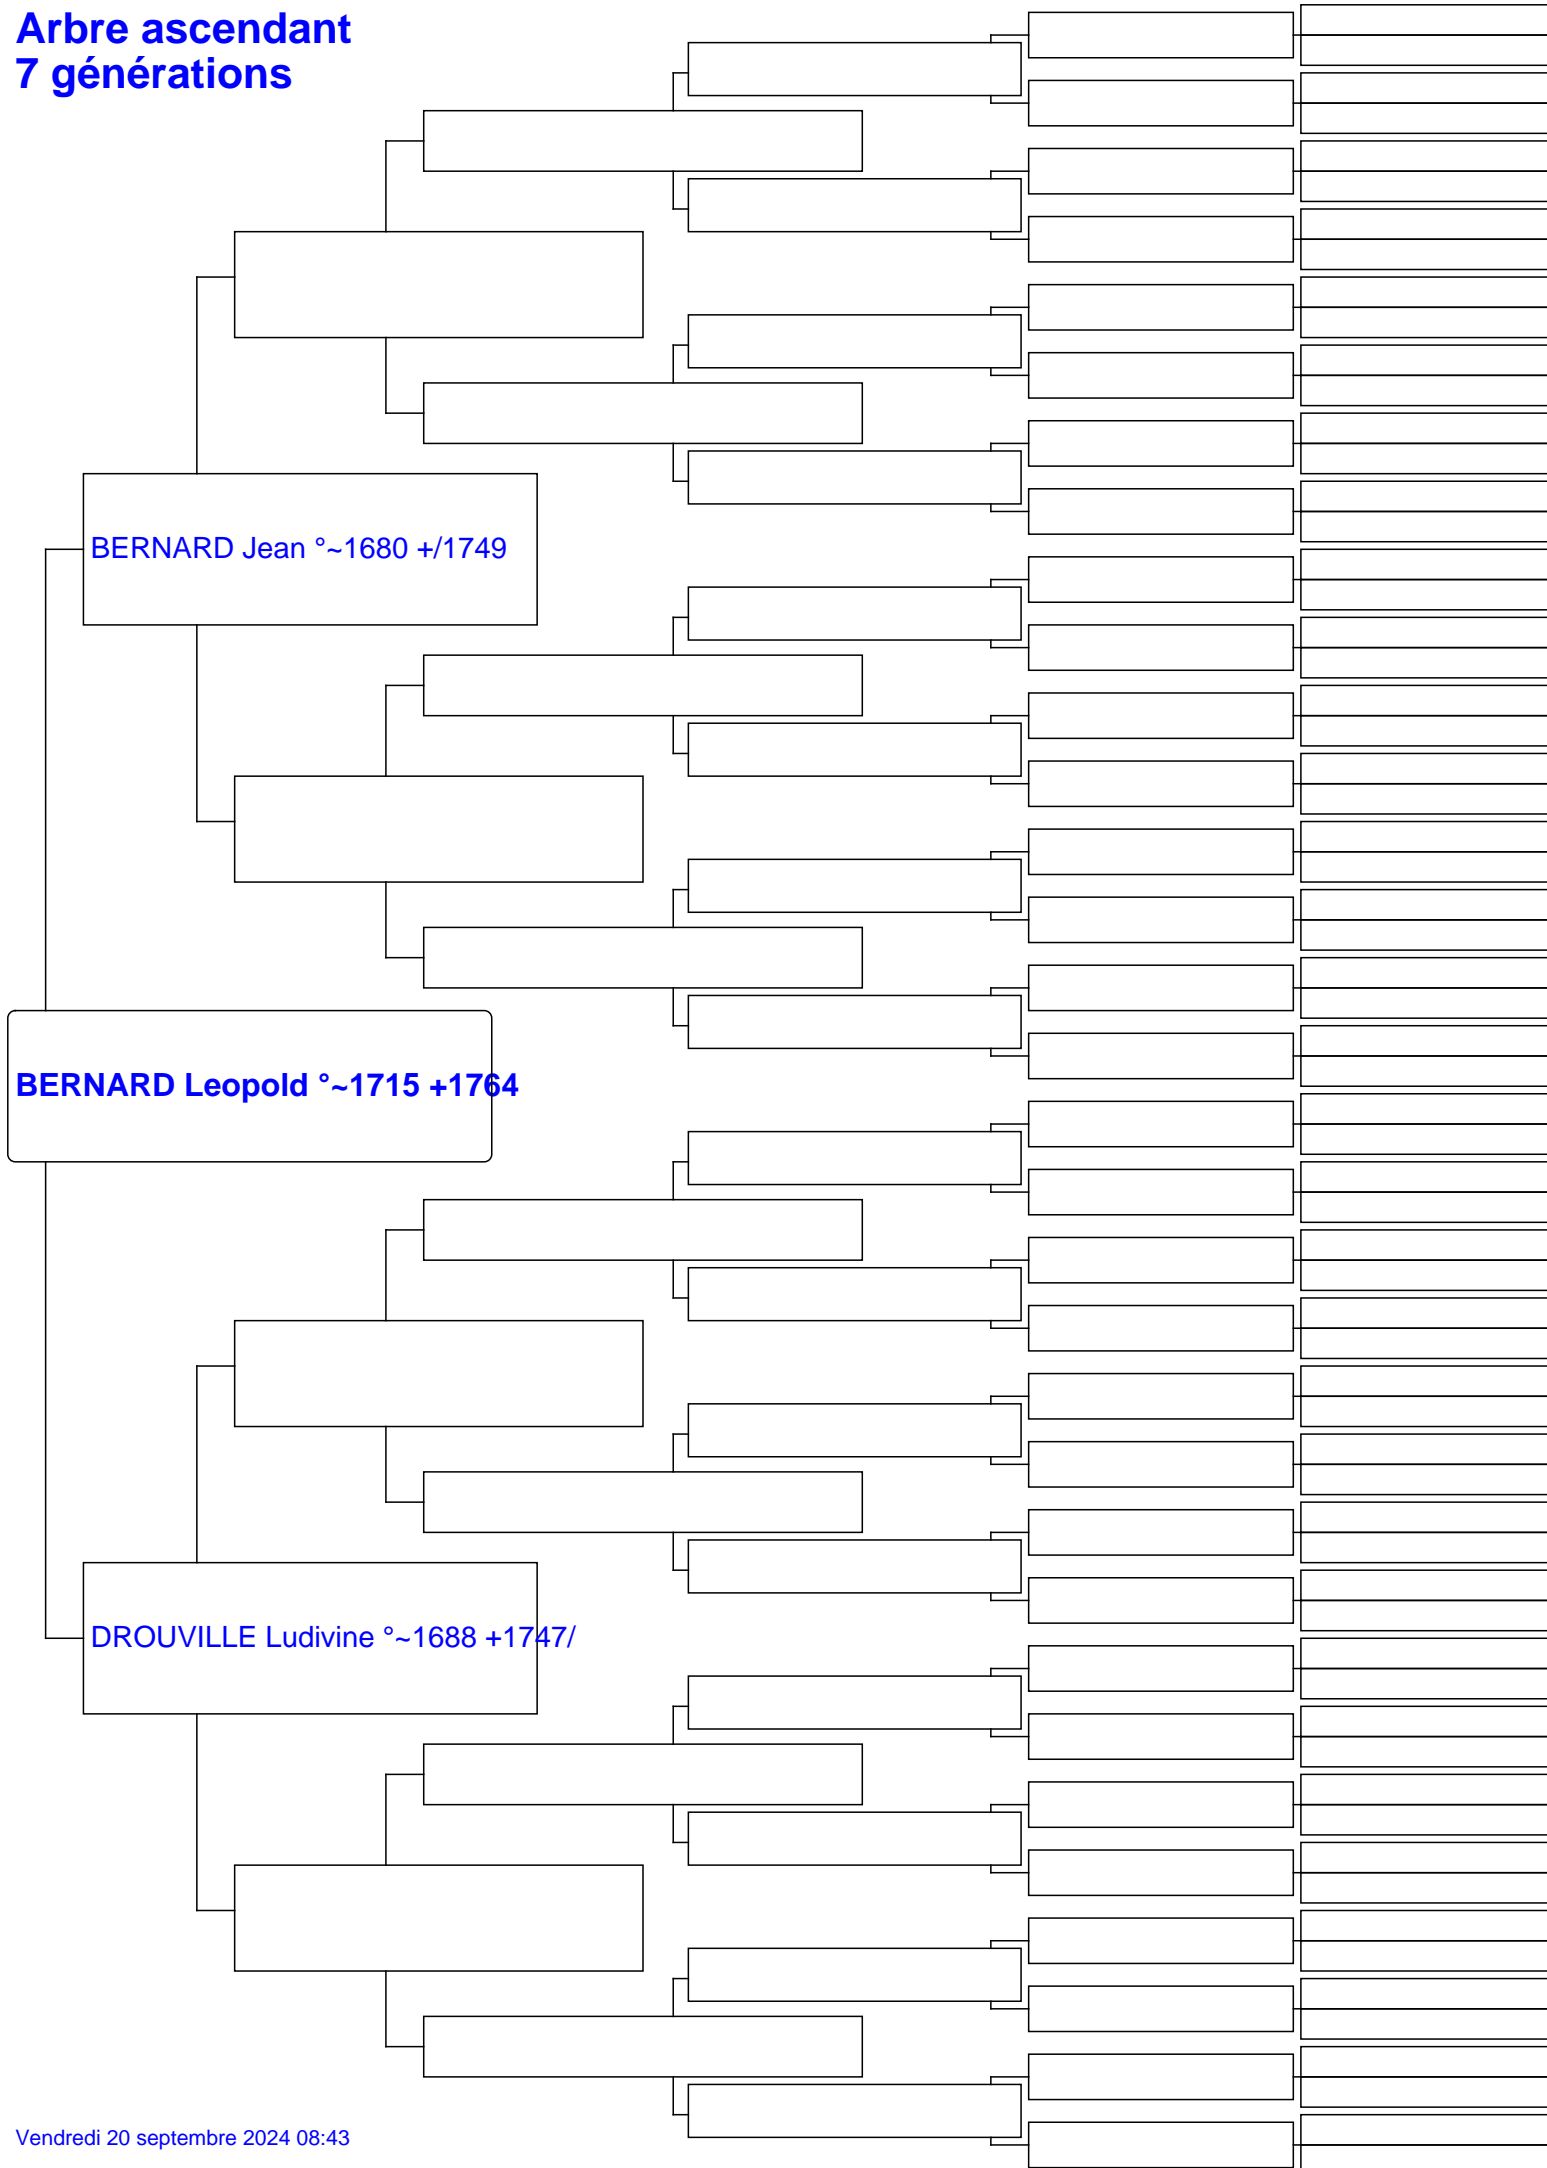 Arbre ascendant
7 générations
BERNARD Jean °~1680 +/1749
BERNARD Leopold °~1715 +1764
DROUVILLE Ludivine °~1688 +1747/
Vendredi 20 septembre 2024 08:43